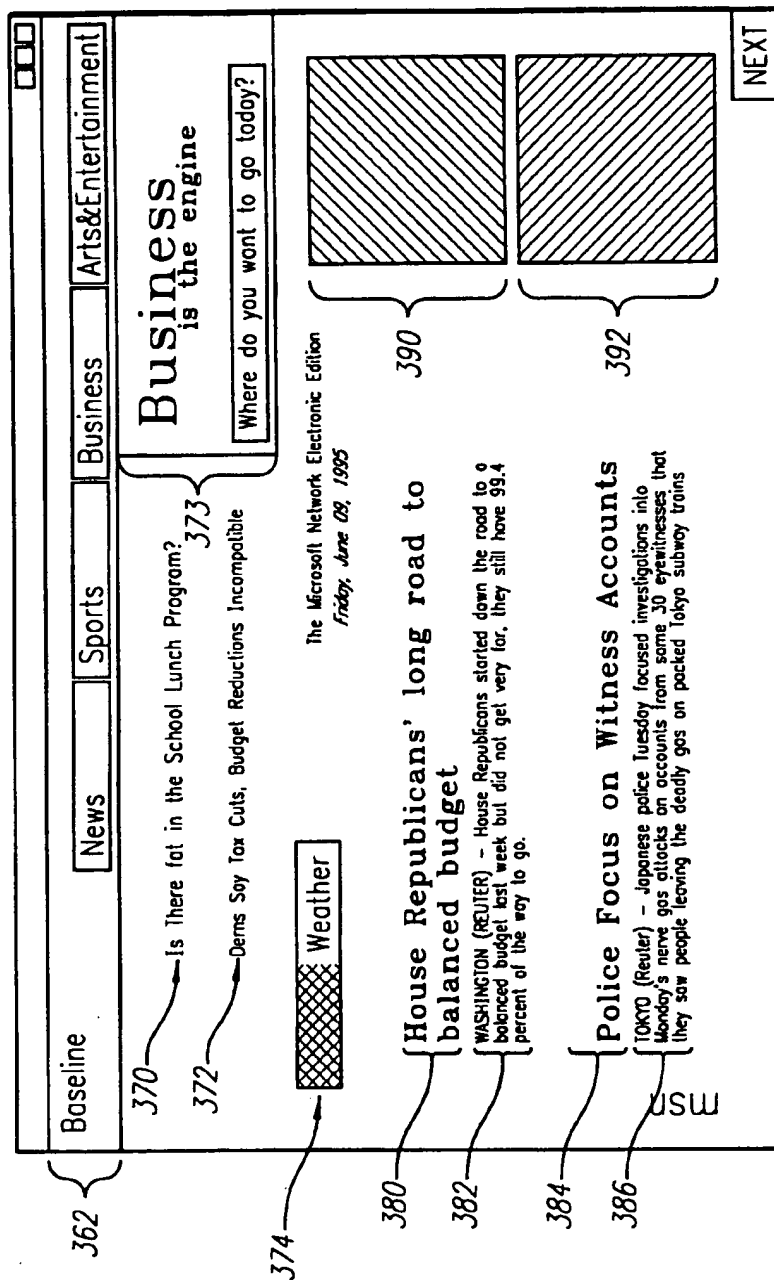 Baseline
News
Sports
Business
Arts&Entertainment
362
370
Is There fat in the School Lunch Program?
372
Dems Say Tax Cuts, Budget Reductions Incompatible
373
Business
is the engine
Where do you want to go today?
374
Weather
The Microsoft Network Electronic Edition
Friday, June 09, 1995
380
House Republicans' long road to
balanced budget
382
WASHINGTON (REUTER) – House Republicans started down the road to a
balanced budget last week but did not get very far, they still have 99.4
percent of the way to go.
390
384
Police Focus on Witness Accounts
386
TOKYO (Reuter) – Japanese police Tuesday focused investigations into
Monday's nerve gas attacks on accounts from some 30 eyewitnesses that
they saw people leaving the deadly gas on packed Tokyo subway trains
392
msn
NEXT